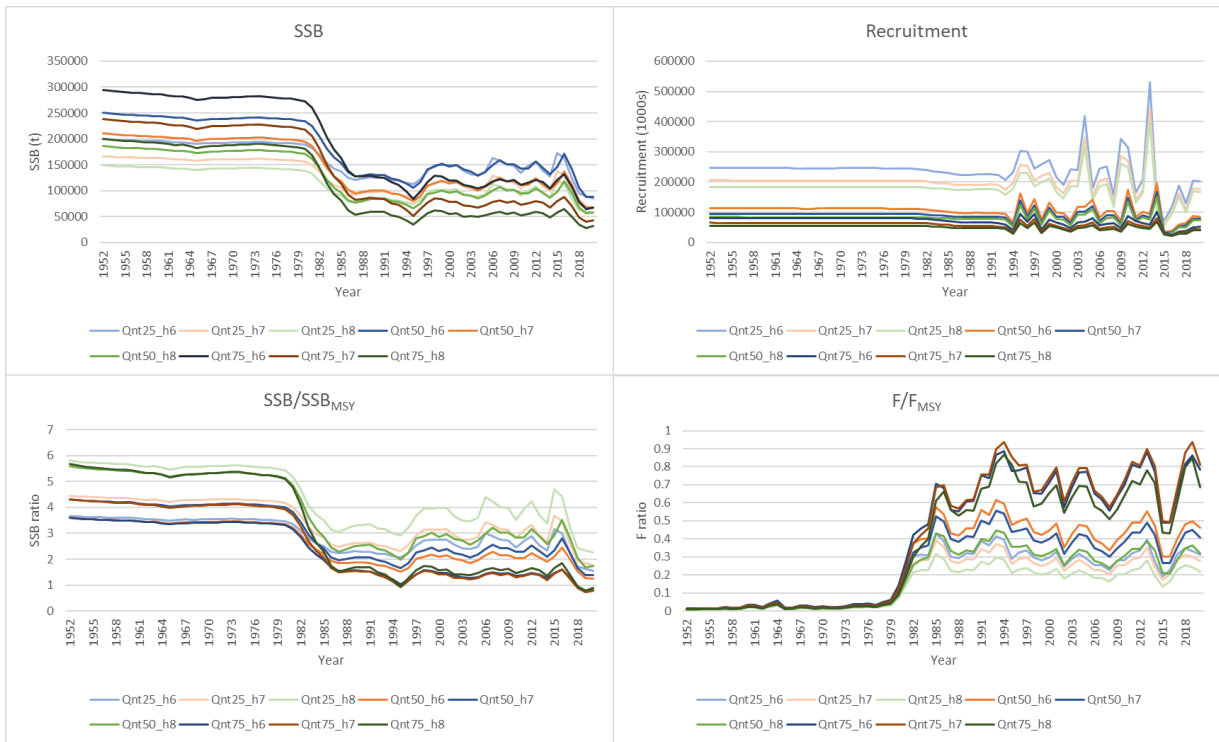 SSB
350000
300000
250000
200000
150000
100000
50000
0
SSB (t)
1952 1955 1958 1961 1964 1967 1970 1973 1976 1979 1982 1985 1988 1991 1994 1997 2000 2003 2006 2009 2012 2015 2018
Year
Qnt25_h6 Qnt25_h7 Qnt25_h8 Qnt50_h6 Qnt50_h7
Qnt50_h8 Qnt75_h6 Qnt75_h7 Qnt75_h8
Recruitment
600000
500000
400000
300000
200000
100000
0
Recruitment (1000s)
1952 1955 1958 1961 1964 1967 1970 1973 1976 1979 1982 1985 1988 1991 1994 1997 2000 2003 2006 2009 2012 2015 2018
Year
Qnt25_h6 Qnt25_h7 Qnt25_h8 Qnt50_h6 Qnt50_h7
Qnt50_h8 Qnt75_h6 Qnt75_h7 Qnt75_h8
SSB/SSBMSY
7
6
5
4
3
2
1
0
SSB ratio
1952 1955 1958 1961 1964 1967 1970 1973 1976 1979 1982 1985 1988 1991 1994 1997 2000 2003 2006 2009 2012 2015 2018
Year
Qnt25_h6 Qnt25_h7 Qnt25_h8 Qnt50_h6 Qnt50_h7
Qnt50_h8 Qnt75_h6 Qnt75_h7 Qnt75_h8
F/FMSY
1
0.9
0.8
0.7
0.6
0.5
0.4
0.3
0.2
0.1
0
F ratio
1952 1955 1958 1961 1964 1967 1970 1973 1976 1979 1982 1985 1988 1991 1994 1997 2000 2003 2006 2009 2012 2015 2018
Year
Qnt25_h6 Qnt25_h7 Qnt25_h8 Qnt50_h6 Qnt50_h7
Qnt50_h8 Qnt75_h6 Qnt75_h7 Qnt75_h8